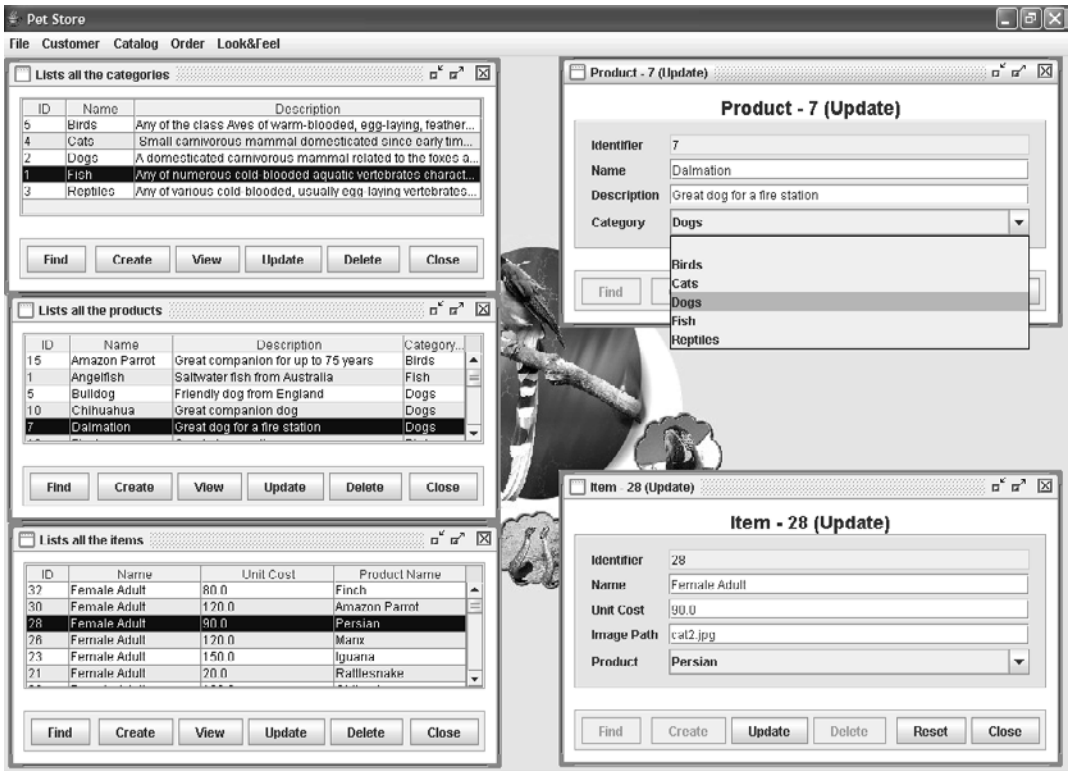 Pet Store
File Customer Catalog Order Look&Feel
Lists all the categories
ID Name Description
5 Birds Any of the class Aves of warm-blooded, egg-laying, feather...
4 Cats Small carnivorous mammal domesticated since early tim...
2 Dogs A domesticated carnivorous mammal related to the foxes a...
1 Fish Any of numerous cold-blooded aquatic vertebrates charact...
3 Reptiles Any of various cold-blooded, usually egg-laying vertebrates...
Find Create View Update Delete Close
Lists all the products
ID Name Description Category...
15 Amazon Parrot Great companion for up to 75 years Birds
1 Angelfish Saltwater fish from Australia Fish
5 Bulldog Friendly dog from England Dogs
10 Chihuahua Great companion dog Dogs
7 Dalmation Great dog for a fire station Dogs
Find Create View Update Delete Close
Lists all the items
ID Name Unit Cost Product Name
32 Female Adult 80.0 Finch
30 Female Adult 120.0 Amazon Parrot
28 Female Adult 90.0 Persian
26 Female Adult 120.0 Manx
23 Female Adult 150.0 Iguana
21 Female Adult 20.0 Rattlesnake
Find Create View Update Delete Close
Product - 7 (Update)
Product - 7 (Update)
Identifier 7
Name Dalmation
Description Great dog for a fire station
Category Dogs
Birds
Cats
Dogs
Fish
Reptiles
Find
Item - 28 (Update)
Item - 28 (Update)
Identifier 28
Name Female Adult
Unit Cost 90.0
Image Path cat2.jpg
Product Persian
Find Create Update Delete Reset Close